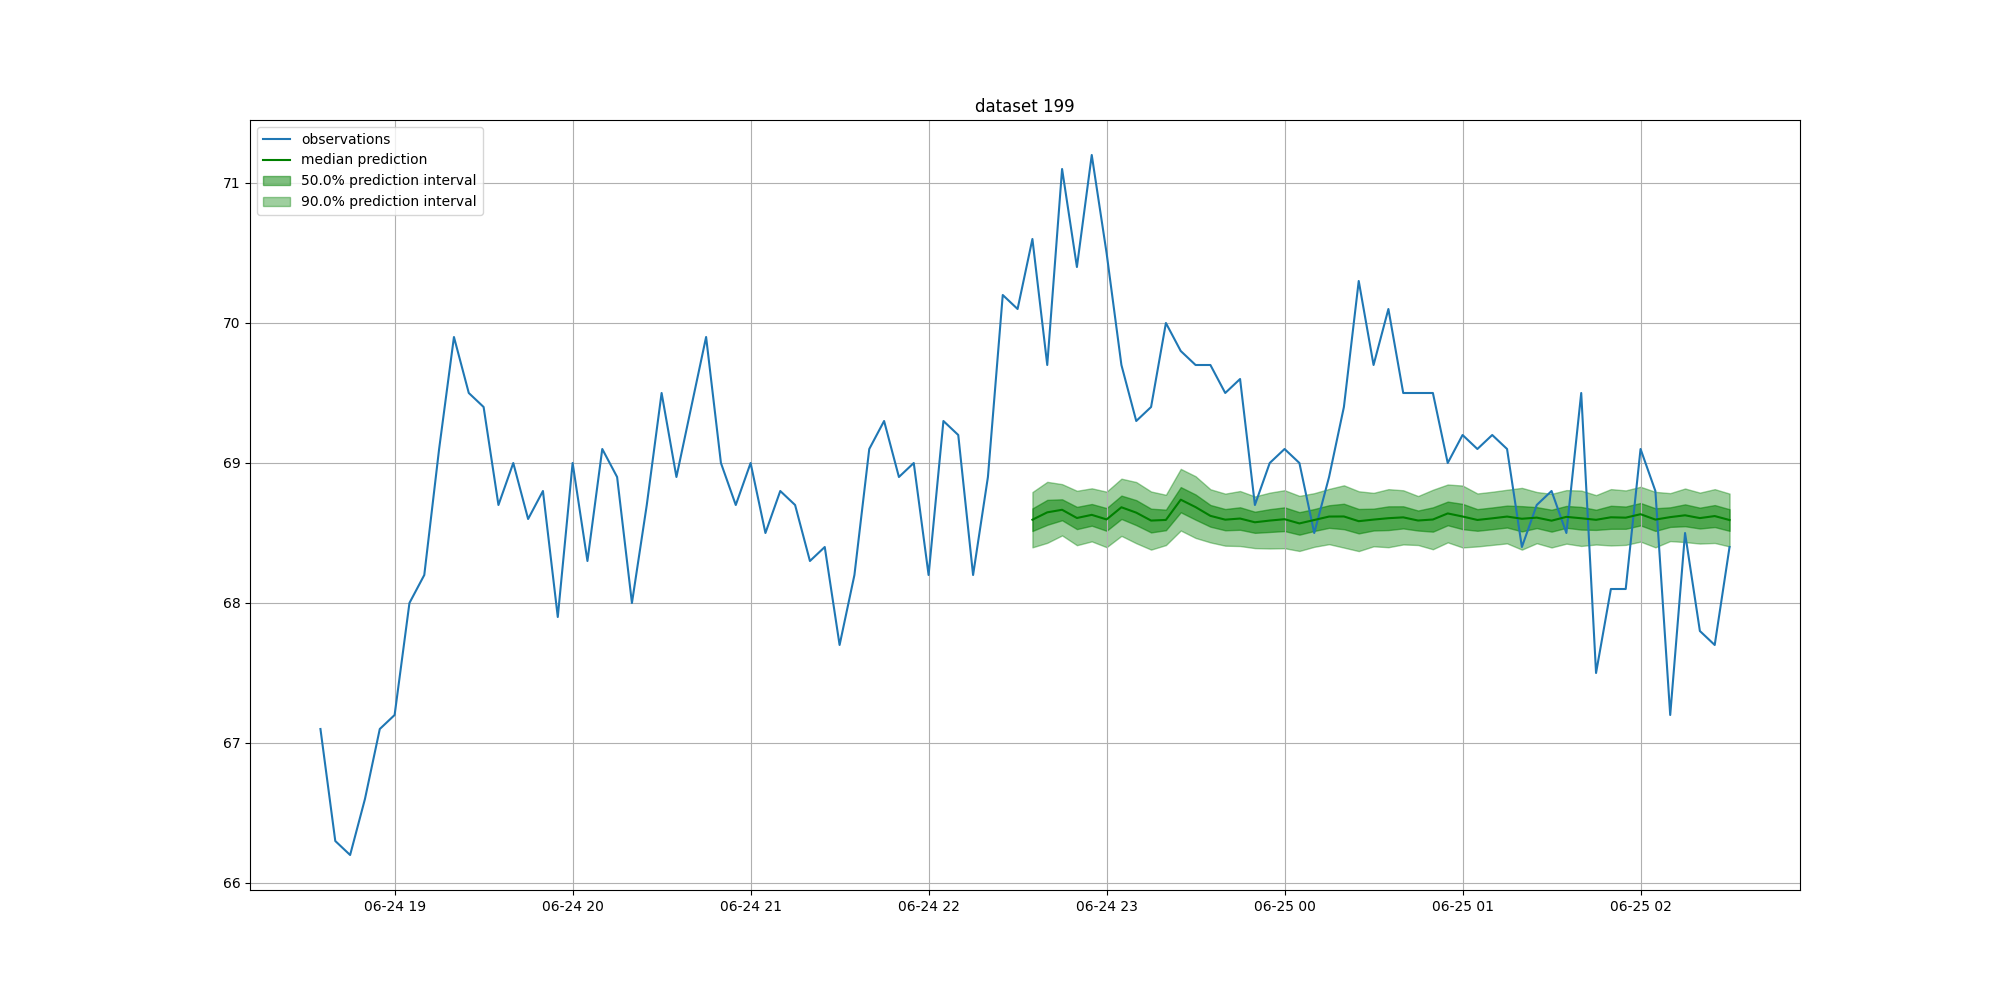 dataset 199
observations
median prediction
50.0% prediction interval
90.0% prediction interval
71
70
69
68
67
66
06-24 19
06-24 20
06-24 21
06-24 22
06-24 23
06-25 00
06-25 01
06-25 02